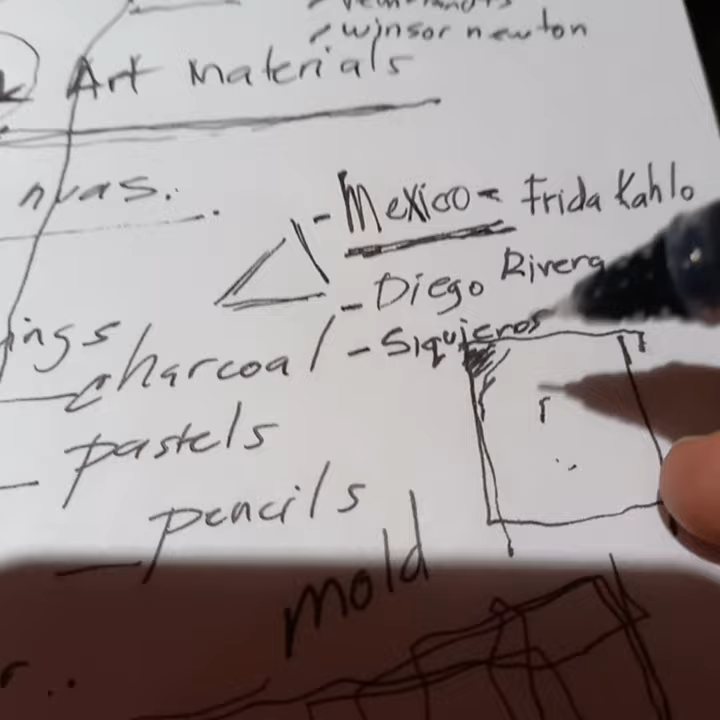 winsor newton
Art Materials
nvas.
- Mexico = Frida Kahlo
- Diego Rivera
- Siquieros
ings
charcoal
- pastels
- pencils
mold
r..